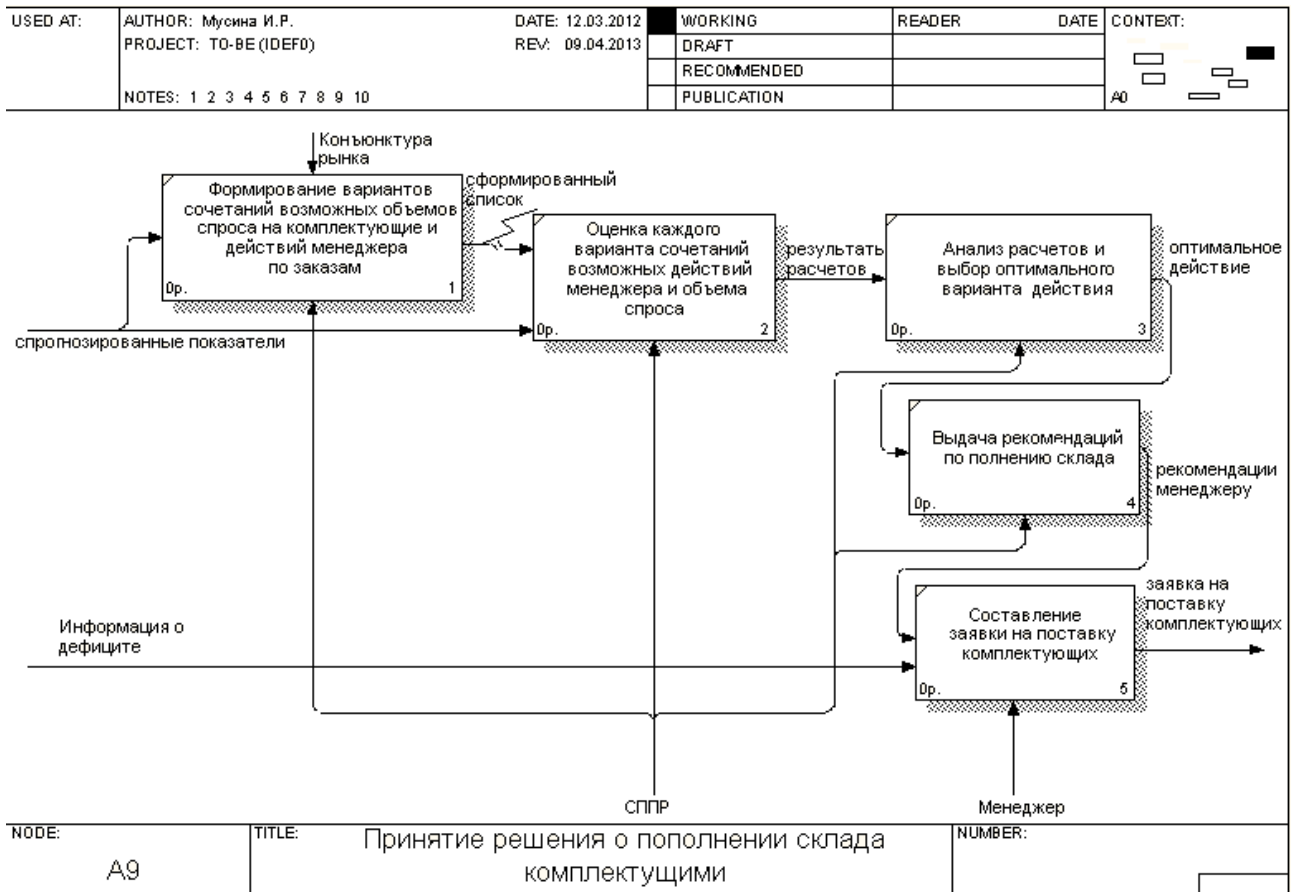 USED AT:
AUTHOR: Мусина И.Р.
DATE: 12.03.2012
WORKING
READER
DATE
CONTEXT:
PROJECT: TO-BE (IDEF0)
REV: 09.04.2013
DRAFT
RECOMMENDED
NOTES: 1 2 3 4 5 6 7 8 9 10
PUBLICATION
A0
Конъюнктура
рынка
Формирование вариантов
сочетаний возможных объемов
спроса на комплектующие и
действий менеджера
по заказам
0р.
1
сформированный
список
Оценка каждого
варианта сочетаний
возможных действий
менеджера и объема
спроса
0р.
2
результать
расчетов
Анализ расчетов и
выбор оптимального
варианта действия
0р.
3
оптимальное
действие
спрогнозированные показатели
Выдача рекомендаций
по полнению склада
0р.
4
рекомендации
менеджеру
Информация о
дефиците
Составление
заявки на поставку
комплектующих
0р.
5
заявка на
поставку
комплектующих
СППР
Менеджер
NODE:
A9
TITLE:
Принятие решения о пополнении склада
комплектущими
NUMBER: